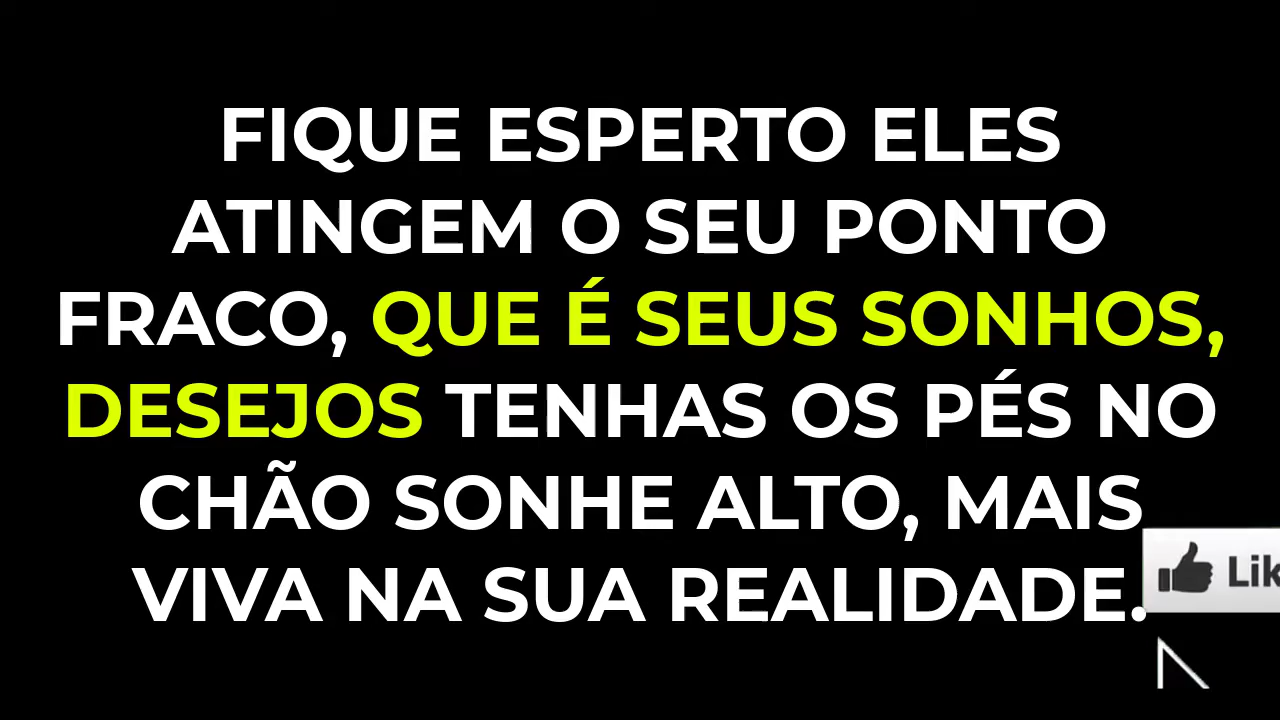 FIQUE ESPERTO ELES
ATINGEM O SEU PONTO
FRACO, QUE É SEUS SONHOS,
DESEJOS TENHAS OS PÉS NO
CHÃO SONHE ALTO, MAIS
VIVA NA SUA REALIDADE.
Lik